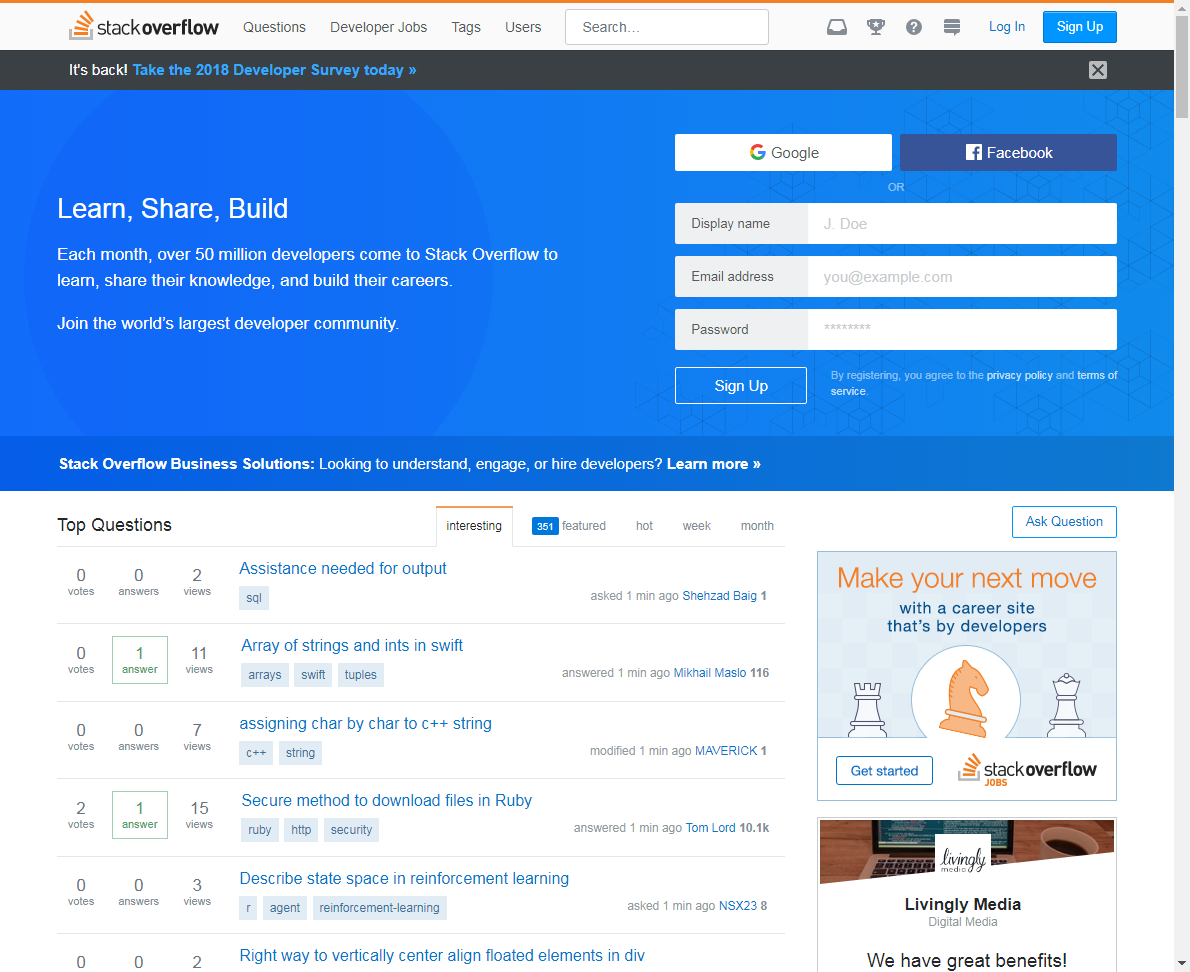 stackoverflow Questions Developer Jobs Tags Users Search... Log In Sign Up
It's back! Take the 2018 Developer Survey today »
Google Facebook
OR
Learn, Share, Build
Each month, over 50 million developers come to Stack Overflow to
learn, share their knowledge, and build their careers.
Join the world's largest developer community.
Display name J. Doe
Email address you@example.com
Password ********
Sign Up
By registering, you agree to the privacy policy and terms of
service.
Stack Overflow Business Solutions: Looking to understand, engage, or hire developers? Learn more »
Top Questions
interesting 351 featured hot week month
Ask Question
0 votes 0 answers 2 views
Assistance needed for output
sql
asked 1 min ago Shehzad Baig 1
0 votes 1 answer 11 views
Array of strings and ints in swift
arrays swift tuples
answered 1 min ago Mikhail Maslo 116
0 votes 0 answers 7 views
assigning char by char to c++ string
c++ string
modified 1 min ago MAVERICK 1
2 votes 1 answer 15 views
Secure method to download files in Ruby
ruby http security
answered 1 min ago Tom Lord 10.1k
0 votes 0 answers 3 views
Describe state space in reinforcement learning
r agent reinforcement-learning
asked 1 min ago NSX23 8
0 0 2
Right way to vertically center align floated elements in div
Make your next move
with a career site
that's by developers
Get started
stackoverflow
JOBS
livingly
media
Livingly Media
Digital Media
We have great benefits!